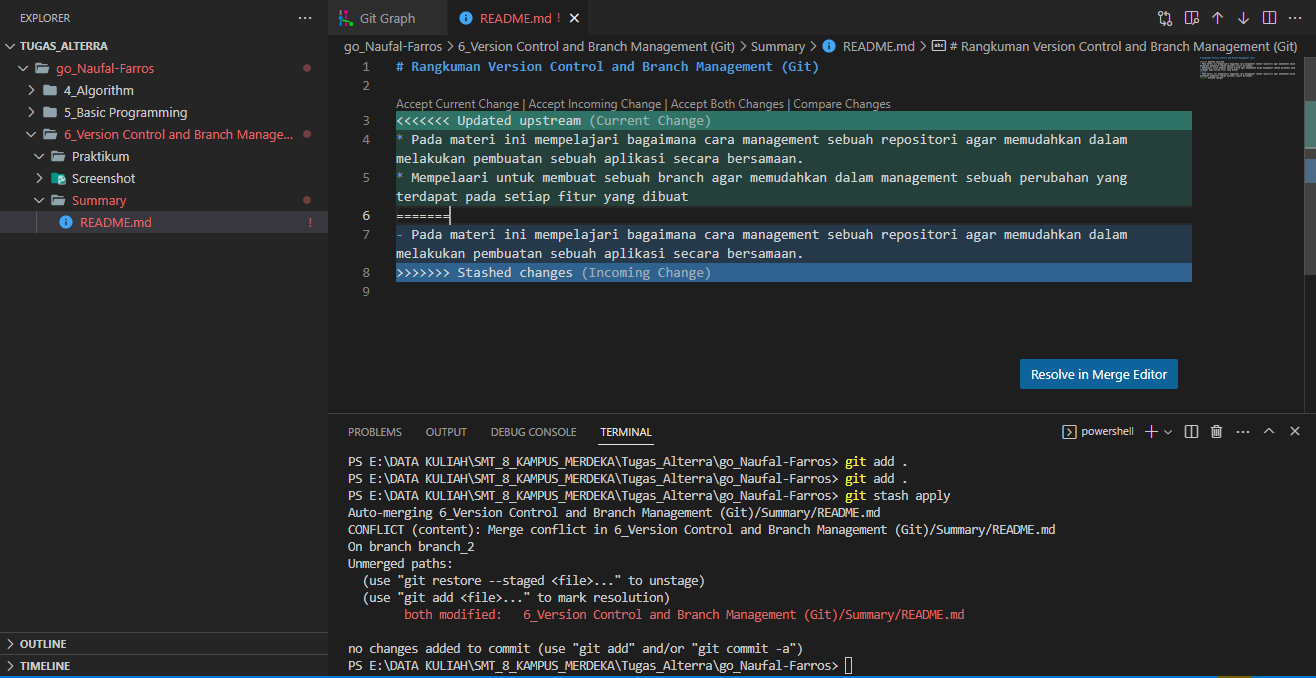 EXPLORER
Git Graph
README.md !
TUGAS_ALTERRA
go_Naufal-Farros
4_Algorithm
5_Basic Programming
6_Version Control and Branch Manage...
Praktikum
Screenshot
Summary
README.md !
OUTLINE
TIMELINE
go_Naufal-Farros > 6_Version Control and Branch Management (Git) > Summary > README.md > # Rangkuman Version Control and Branch Management (Git)
1 # Rangkuman Version Control and Branch Management (Git)
2
Accept Current Change | Accept Incoming Change | Accept Both Changes | Compare Changes
3 <<<<<<< Updated upstream (Current Change)
4 * Pada materi ini mempelajari bagaimana cara management sebuah repositori agar memudahkan dalam
melakukan pembuatan sebuah aplikasi secara bersamaan.
5 * Mempelaari untuk membuat sebuah branch agar memudahkan dalam management sebuah perubahan yang
terdapat pada setiap fitur yang dibuat
6 =======
7 - Pada materi ini mempelajari bagaimana cara management sebuah repositori agar memudahkan dalam
melakukan pembuatan sebuah aplikasi secara bersamaan.
8 >>>>>>> Stashed changes (Incoming Change)
9
Resolve in Merge Editor
PROBLEMS OUTPUT DEBUG CONSOLE TERMINAL
powershell
PS E:\DATA KULIAH\SMT_8_KAMPUS_MERDEKA\Tugas_Alterra\go_Naufal-Farros> git add .
PS E:\DATA KULIAH\SMT_8_KAMPUS_MERDEKA\Tugas_Alterra\go_Naufal-Farros> git add .
PS E:\DATA KULIAH\SMT_8_KAMPUS_MERDEKA\Tugas_Alterra\go_Naufal-Farros> git stash apply
Auto-merging 6_Version Control and Branch Management (Git)/Summary/README.md
CONFLICT (content): Merge conflict in 6_Version Control and Branch Management (Git)/Summary/README.md
On branch branch_2
Unmerged paths:
  (use "git restore --staged <file>..." to unstage)
  (use "git add <file>..." to mark resolution)
        both modified:   6_Version Control and Branch Management (Git)/Summary/README.md

no changes added to commit (use "git add" and/or "git commit -a")
PS E:\DATA KULIAH\SMT_8_KAMPUS_MERDEKA\Tugas_Alterra\go_Naufal-Farros>